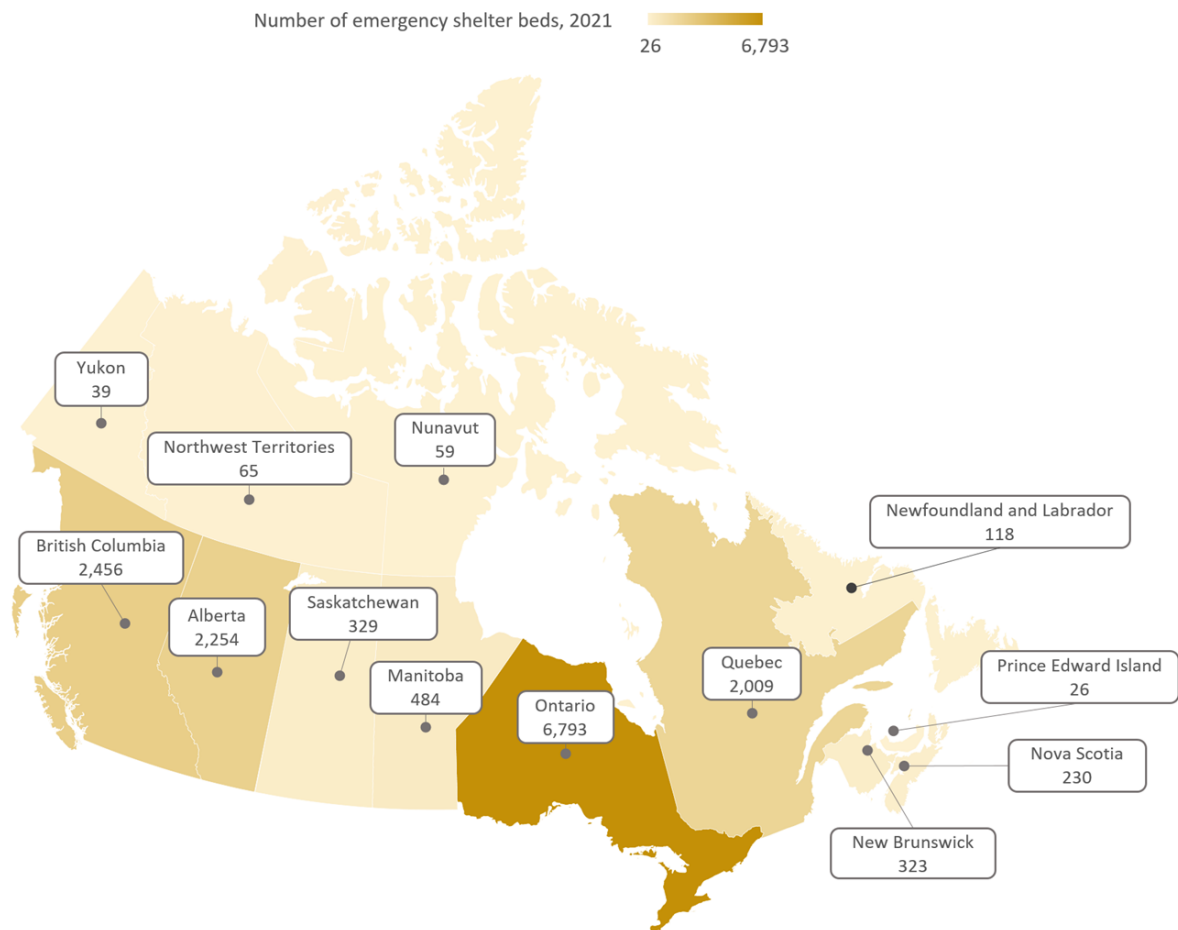 Number of emergency shelter beds, 2021
26
6,793
Yukon
39
Northwest Territories
65
Nunavut
59
Newfoundland and Labrador
118
British Columbia
2,456
Alberta
2,254
Saskatchewan
329
Manitoba
484
Ontario
6,793
Quebec
2,009
Prince Edward Island
26
Nova Scotia
230
New Brunswick
323